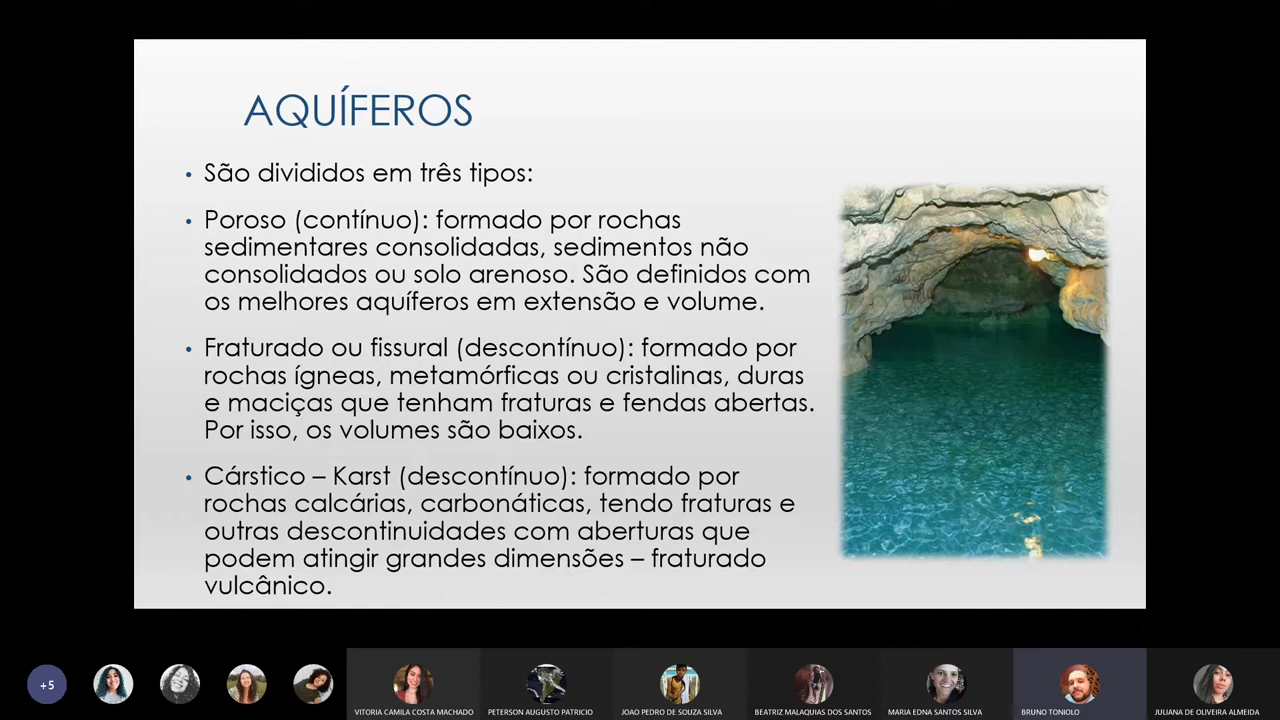 AQUÍFEROS
• São divididos em três tipos:
• Poroso (contínuo): formado por rochas
sedimentares consolidadas, sedimentos não
consolidados ou solo arenoso. São definidos com
os melhores aquíferos em extensão e volume.
• Fraturado ou fissural (descontínuo): formado por
rochas ígneas, metamórficas ou cristalinas, duras
e maciças que tenham fraturas e fendas abertas.
Por isso, os volumes são baixos.
• Cárstico – Karst (descontínuo): formado por
rochas calcárias, carbonáticas, tendo fraturas e
outras descontinuidades com aberturas que
podem atingir grandes dimensões – fraturado
vulcânico.
+5
VITORIA CAMILA COSTA MACHADO
PETERSON AUGUSTO PATRICIO
JOAO PEDRO DE SOUZA SILVA
BEATRIZ MALAQUIAS DOS SANTOS
MARIA EDNA SANTOS SILVA
BRUNO TONIOLO
JULIANA DE OLIVEIRA ALMEIDA